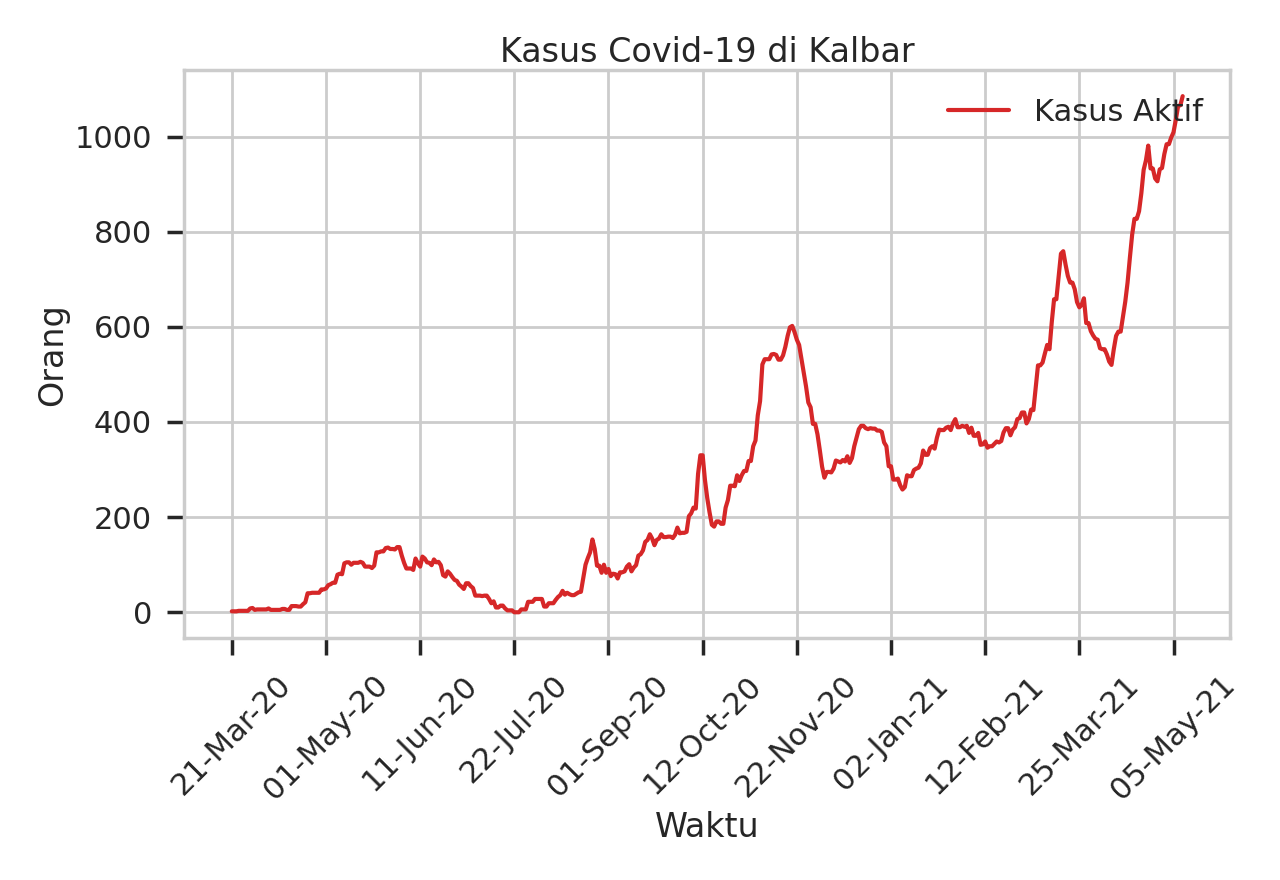 Kasus Covid-19 di Kalbar
Kasus Aktif
1000
800
600
400
200
0
Orang
21-Mar-20
01-May-20
11-Jun-20
22-Jul-20
01-Sep-20
12-Oct-20
22-Nov-20
02-Jan-21
12-Feb-21
25-Mar-21
05-May-21
Waktu